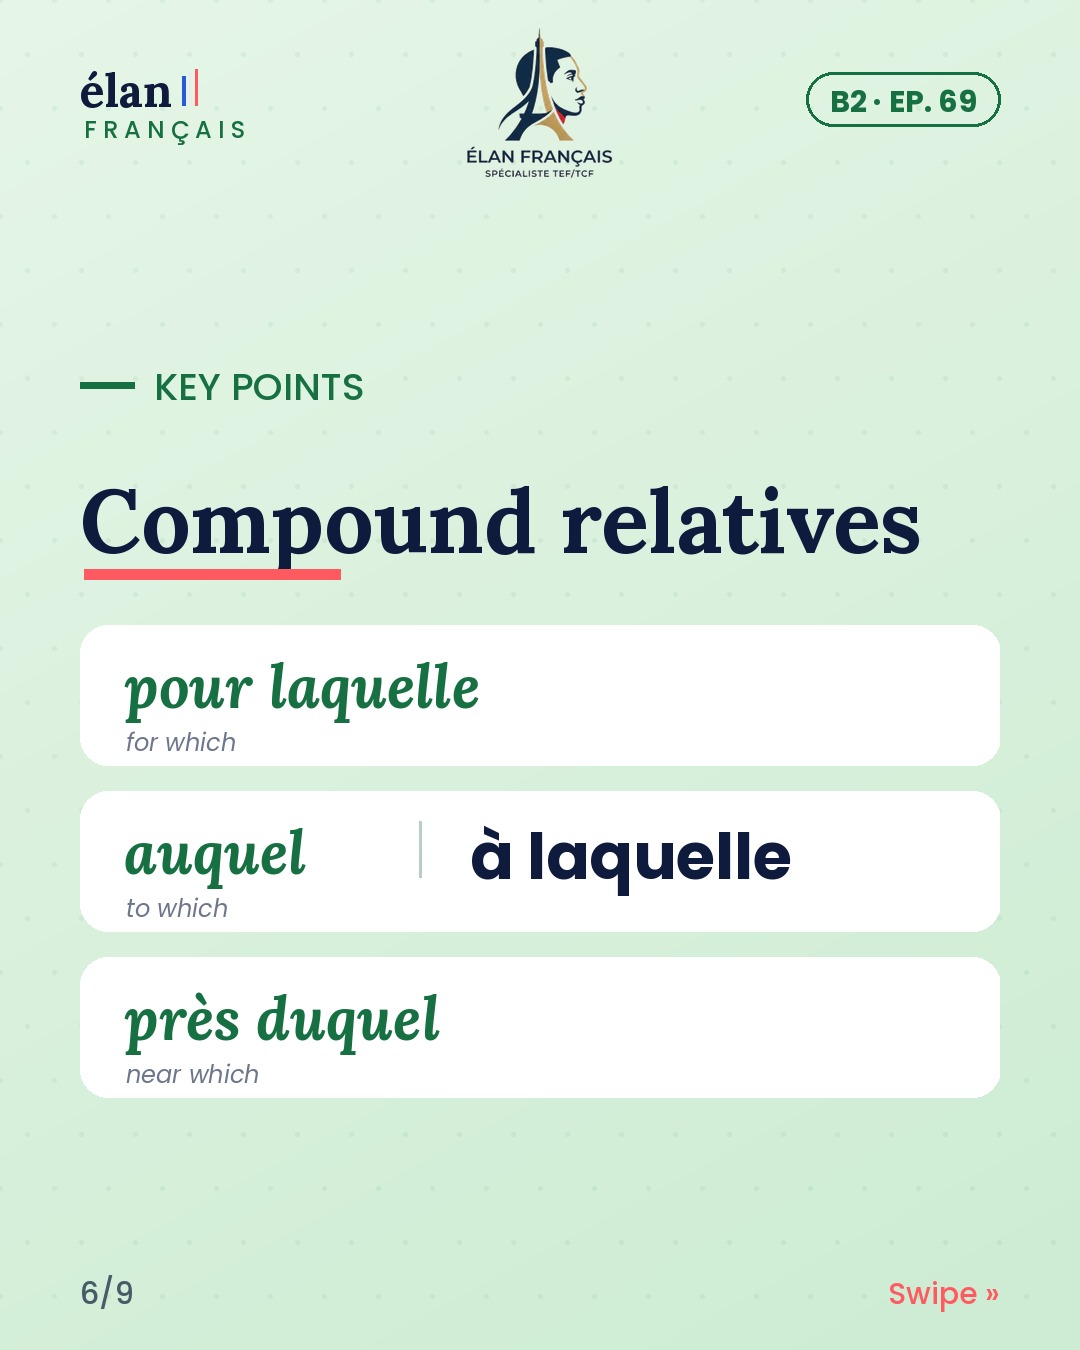 élan
FRANÇAIS
ÉLAN FRANÇAIS
SPÉCIALISTE TEF/TCF
B2 · EP. 69
KEY POINTS
Compound relatives
pour laquelle
for which
auquel
à laquelle
to which
près duquel
near which
6/9
Swipe »